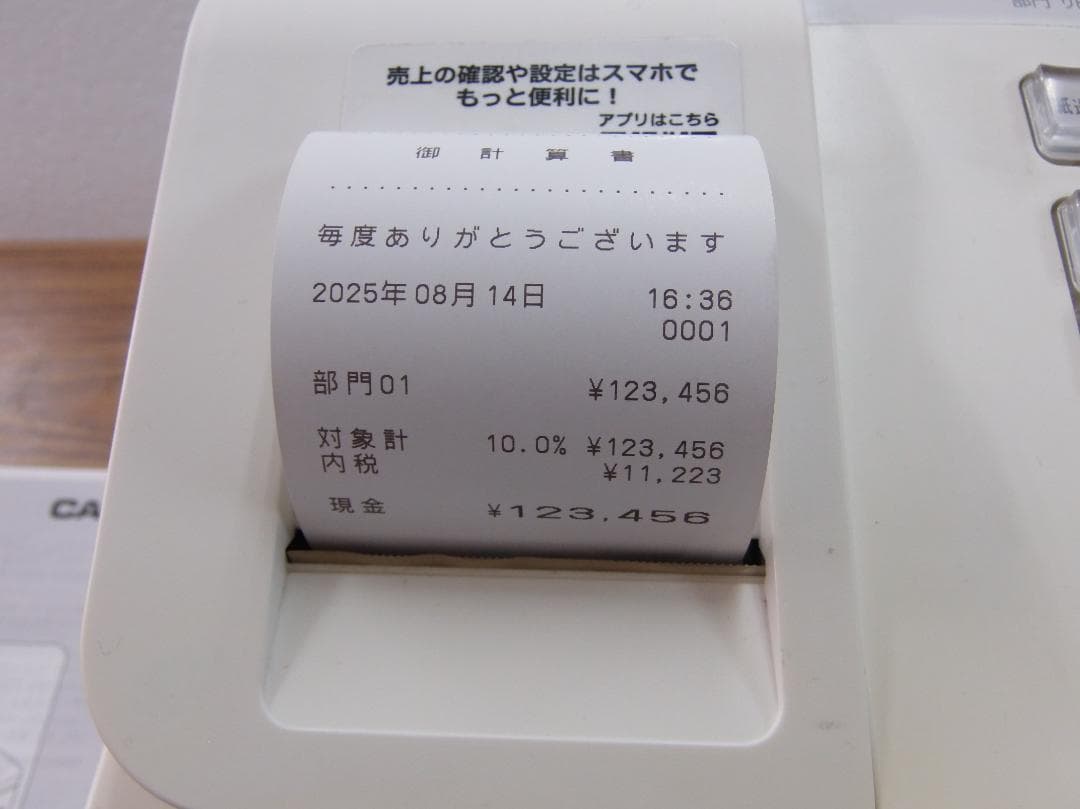 売上の確認や設定はスマホで
もっと便利に！
アプリはこちら
御計算書
毎度ありがとうございます
2025年08月14日 16:36
0001
部門01 ¥123,456
対象計 10.0% ¥123,456
内税 ¥11,223
現金 ¥123,456
CA